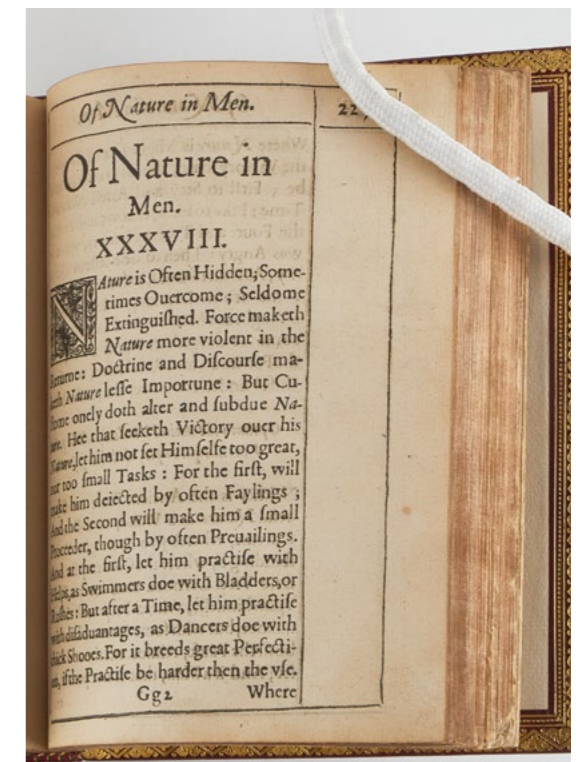 Of Nature in Men.
22
Of Nature in
Men.
XXXVIII.
NAture is Often Hidden; Some-
times Ouercome ; Seldome
Extinguiſhed. Force maketh
Nature more violent in the
Returne: Doctrine and Diſcourſe ma-
keth Nature leſſe Importune : But Cu-
ſtome onely doth alter and ſubdue Na-
ture. Hee that ſeeketh Victory ouer his
Nature, let him not ſet Himſelfe too great,
nor too ſmall Tasks : For the firſt, will
make him deiected by often Faylings ;
And the Second will make him a ſmall
Proceeder, though by often Preuailings.
And at the firſt, let him practiſe with
Helps, as Swimmers doe with Bladders, or
Ruſhes : But after a Time, let him practiſe
with diſaduantages, as Dancers doe with
thick Shooes. For it breeds great Perfecti-
on, if the Practiſe be harder then the vſe.
Gg2 Where